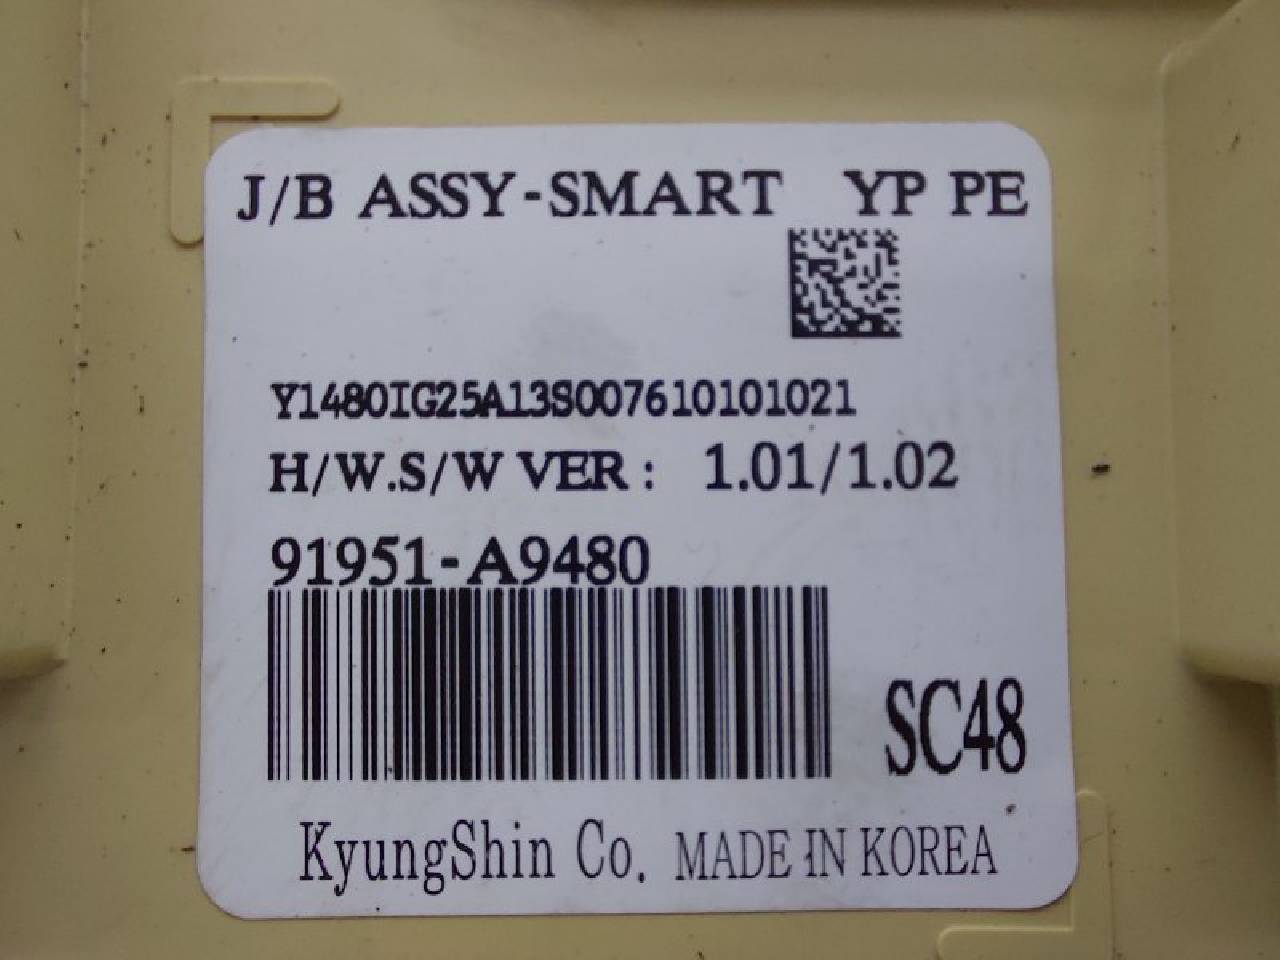 J/B ASSY-SMART YP PE
Y1480IG25A13S007610101021
H/W.S/W VER : 1.01/1.02
91951-A9480
SC48
KyungShin Co. MADE IN KOREA